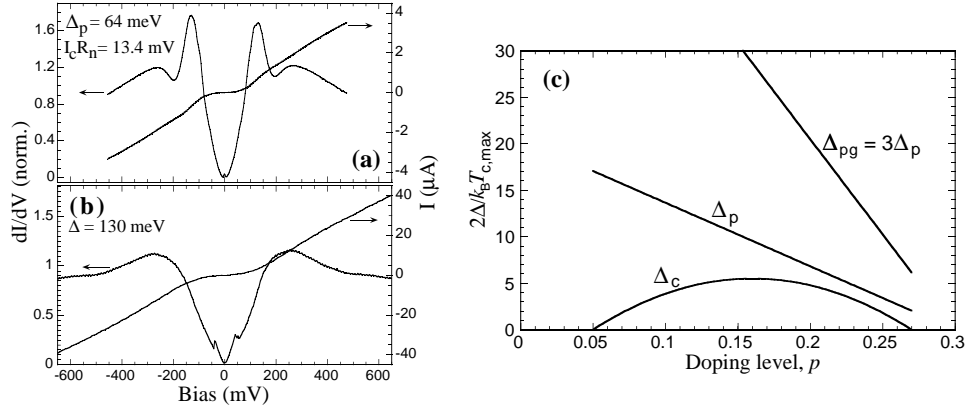 1.6
1.2
0.8
0.4
0
4
2
0
-2
-4
Δp = 64 meV
IcRn = 13.4 mV
(a)
dI/dV (norm.)
I (μA)
1.5
1
0.5
0
40
20
0
-20
-40
(b)
Δ = 130 meV
-600 -400 -200 0 200 400 600
Bias (mV)
30
25
20
15
10
5
0
2Δ/kBTc,max
(c)
Δpg = 3Δp
Δp
Δc
0 0.05 0.10 0.15 0.20 0.25 0.3
Doping level, p